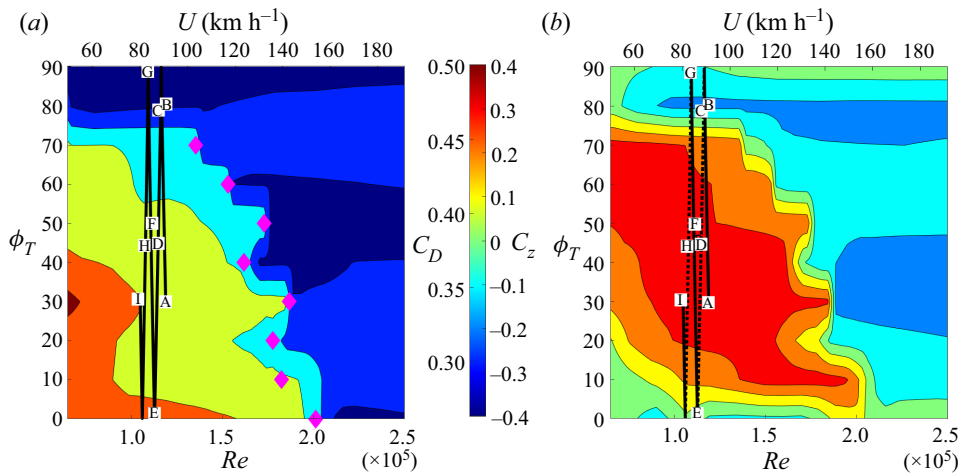 (a) U (km h⁻¹)
60 80 100 120 140 160 180
90
80
70
60
50
40
30
20
10
0
ϕ_T
G
B
C
F
H D
I A
E
1.0 1.5 2.0 2.5
Re (×10⁵)
0.50
0.45
0.40
0.35
0.30
C_D
0.4
0.3
0.2
0.1
0
–0.1
–0.2
–0.3
–0.4
C_z
(b) U (km h⁻¹)
60 80 100 120 140 160 180
90
80
70
60
50
40
30
20
10
0
ϕ_T
G
B
C
F
H D
I A
E
1.0 1.5 2.0 2.5
Re (×10⁵)